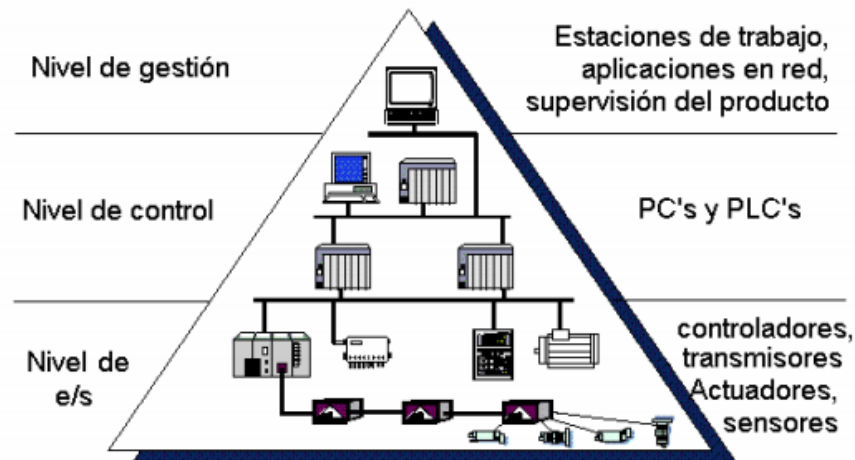 Nivel de gestión
Estaciones de trabajo,
aplicaciones en red,
supervisión del producto
Nivel de control
PC's y PLC's
Nivel de
e/s
controladores,
transmisores
Actuadores,
sensores